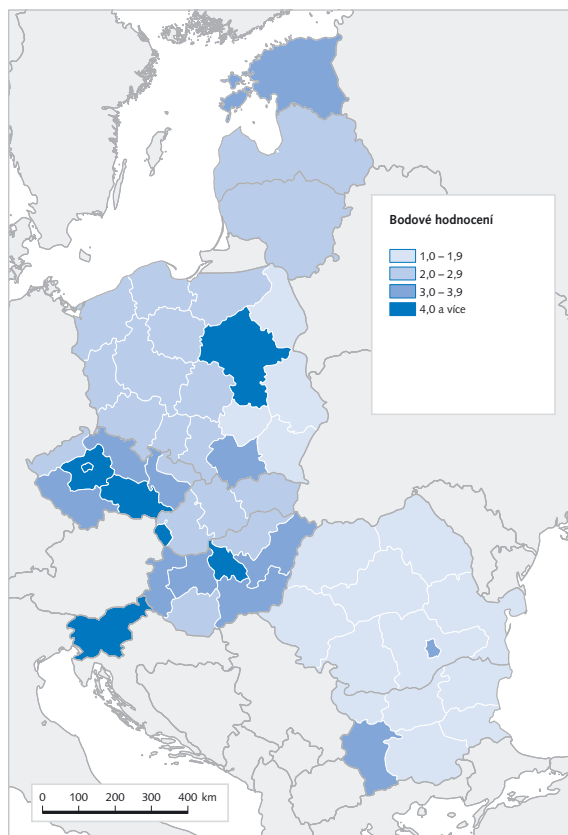 Bodové hodnocení
1,0 – 1,9
2,0 – 2,9
3,0 – 3,9
4,0 a více
0 100 200 300 400 km